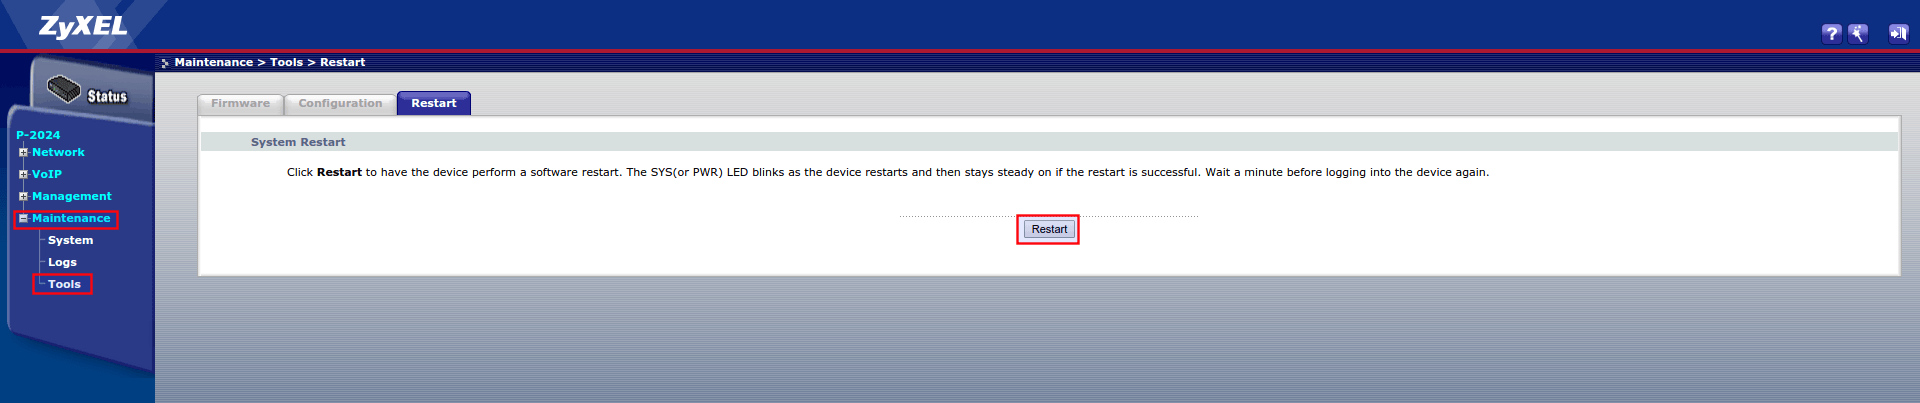 ZyXEL
?
Maintenance > Tools > Restart
Status
Firmware Configuration Restart
P-2024
Network
VoIP
Management
Maintenance
System
Logs
Tools
System Restart
Click Restart to have the device perform a software restart. The SYS(or PWR) LED blinks as the device restarts and then stays steady on if the restart is successful. Wait a minute before logging into the device again.
Restart